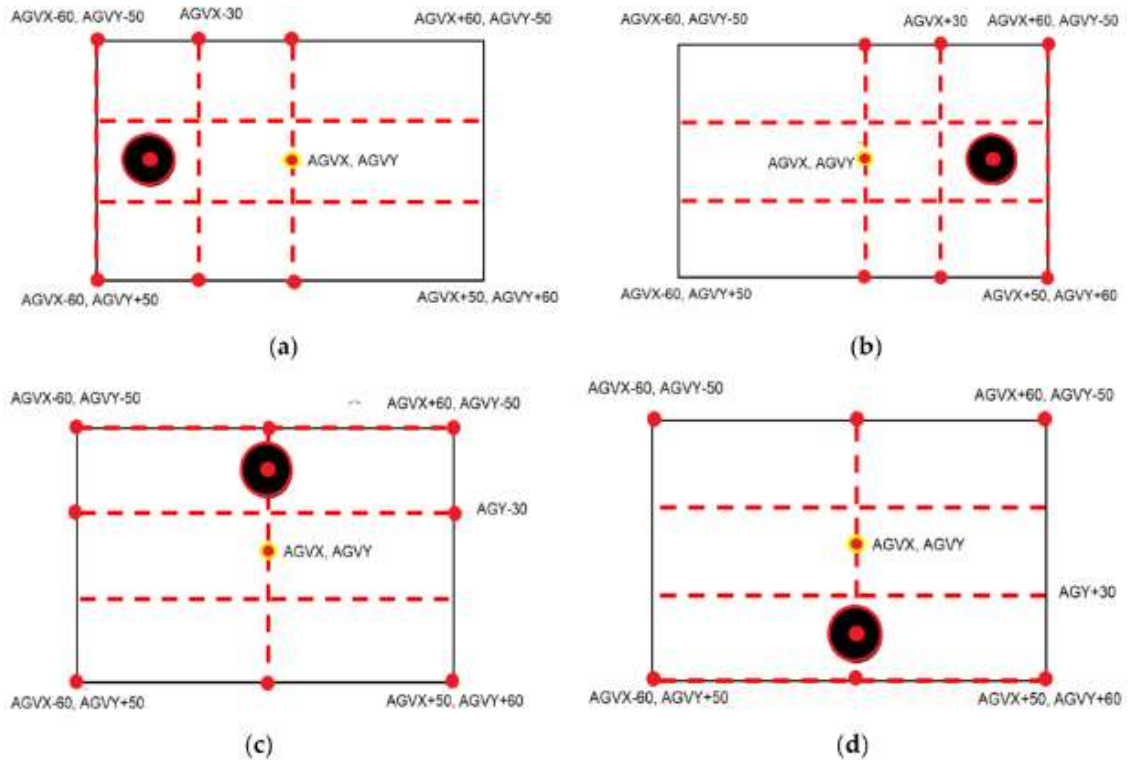 AGVX-60, AGVY-50
AGVX-30
AGVX+60, AGVY-50
AGVX, AGVY
AGVX-60, AGVY+50
AGVX+50, AGVY+60
(a)
AGVX-60, AGVY-50
AGVX+30
AGVX+60, AGVY-50
AGVX, AGVY
AGVX-60, AGVY+50
AGVX+50, AGVY+60
(b)
AGVX-60, AGVY-50
AGVX+60, AGVY-50
AGY-30
AGVX, AGVY
AGVX-60, AGVY+50
AGVX+50, AGVY+60
(c)
AGVX-60, AGVY-50
AGVX+60, AGVY-50
AGVX, AGVY
AGY+30
AGVX-60, AGVY+50
AGVX+50, AGVY+60
(d)